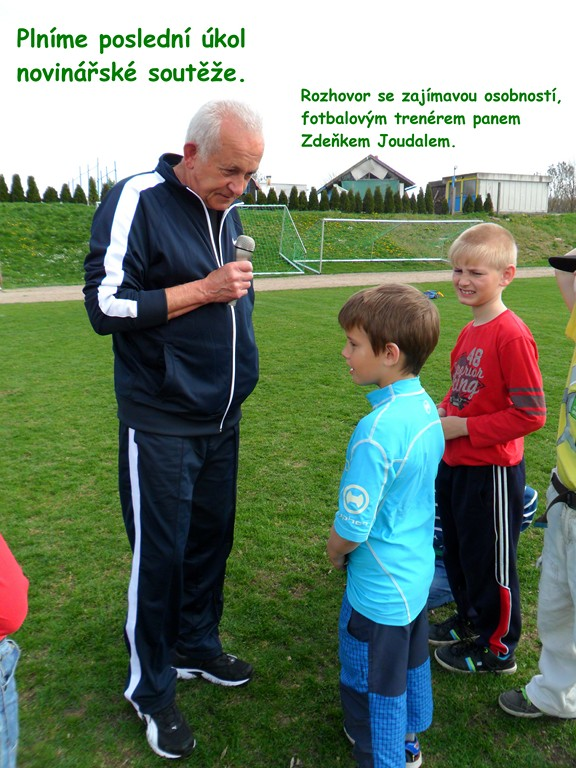 Plníme poslední úkol
novinářské soutěže.
Rozhovor se zajímavou osobností,
fotbalovým trenérem panem
Zdeňkem Joudalem.
48